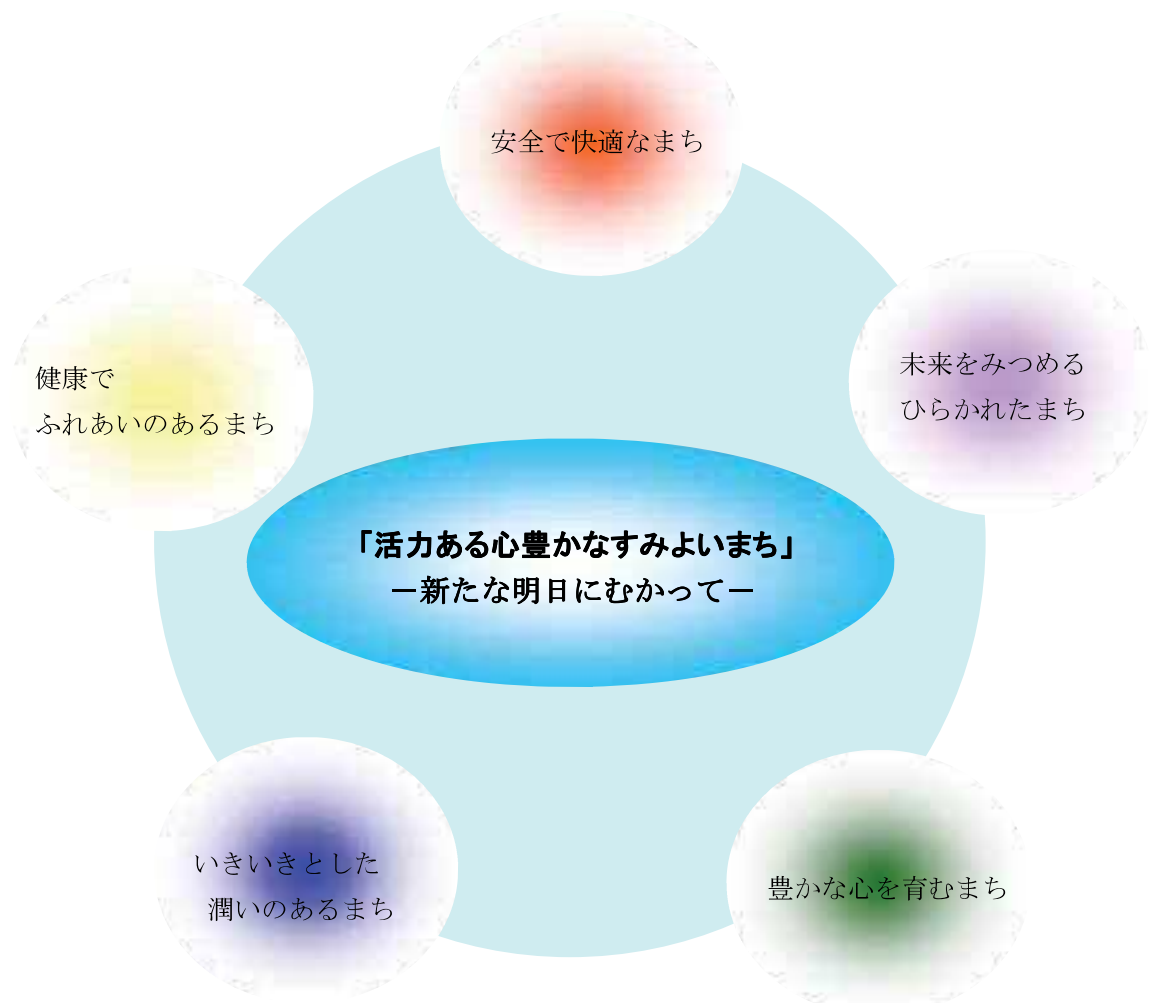 安全で快適なまち
健康で
ふれあいのあるまち
未来をみつめる
ひらかれたまち
「活力ある心豊かなすみよいまち」
－新たな明日にむかって－
いきいきとした
潤いのあるまち
豊かな心を育むまち